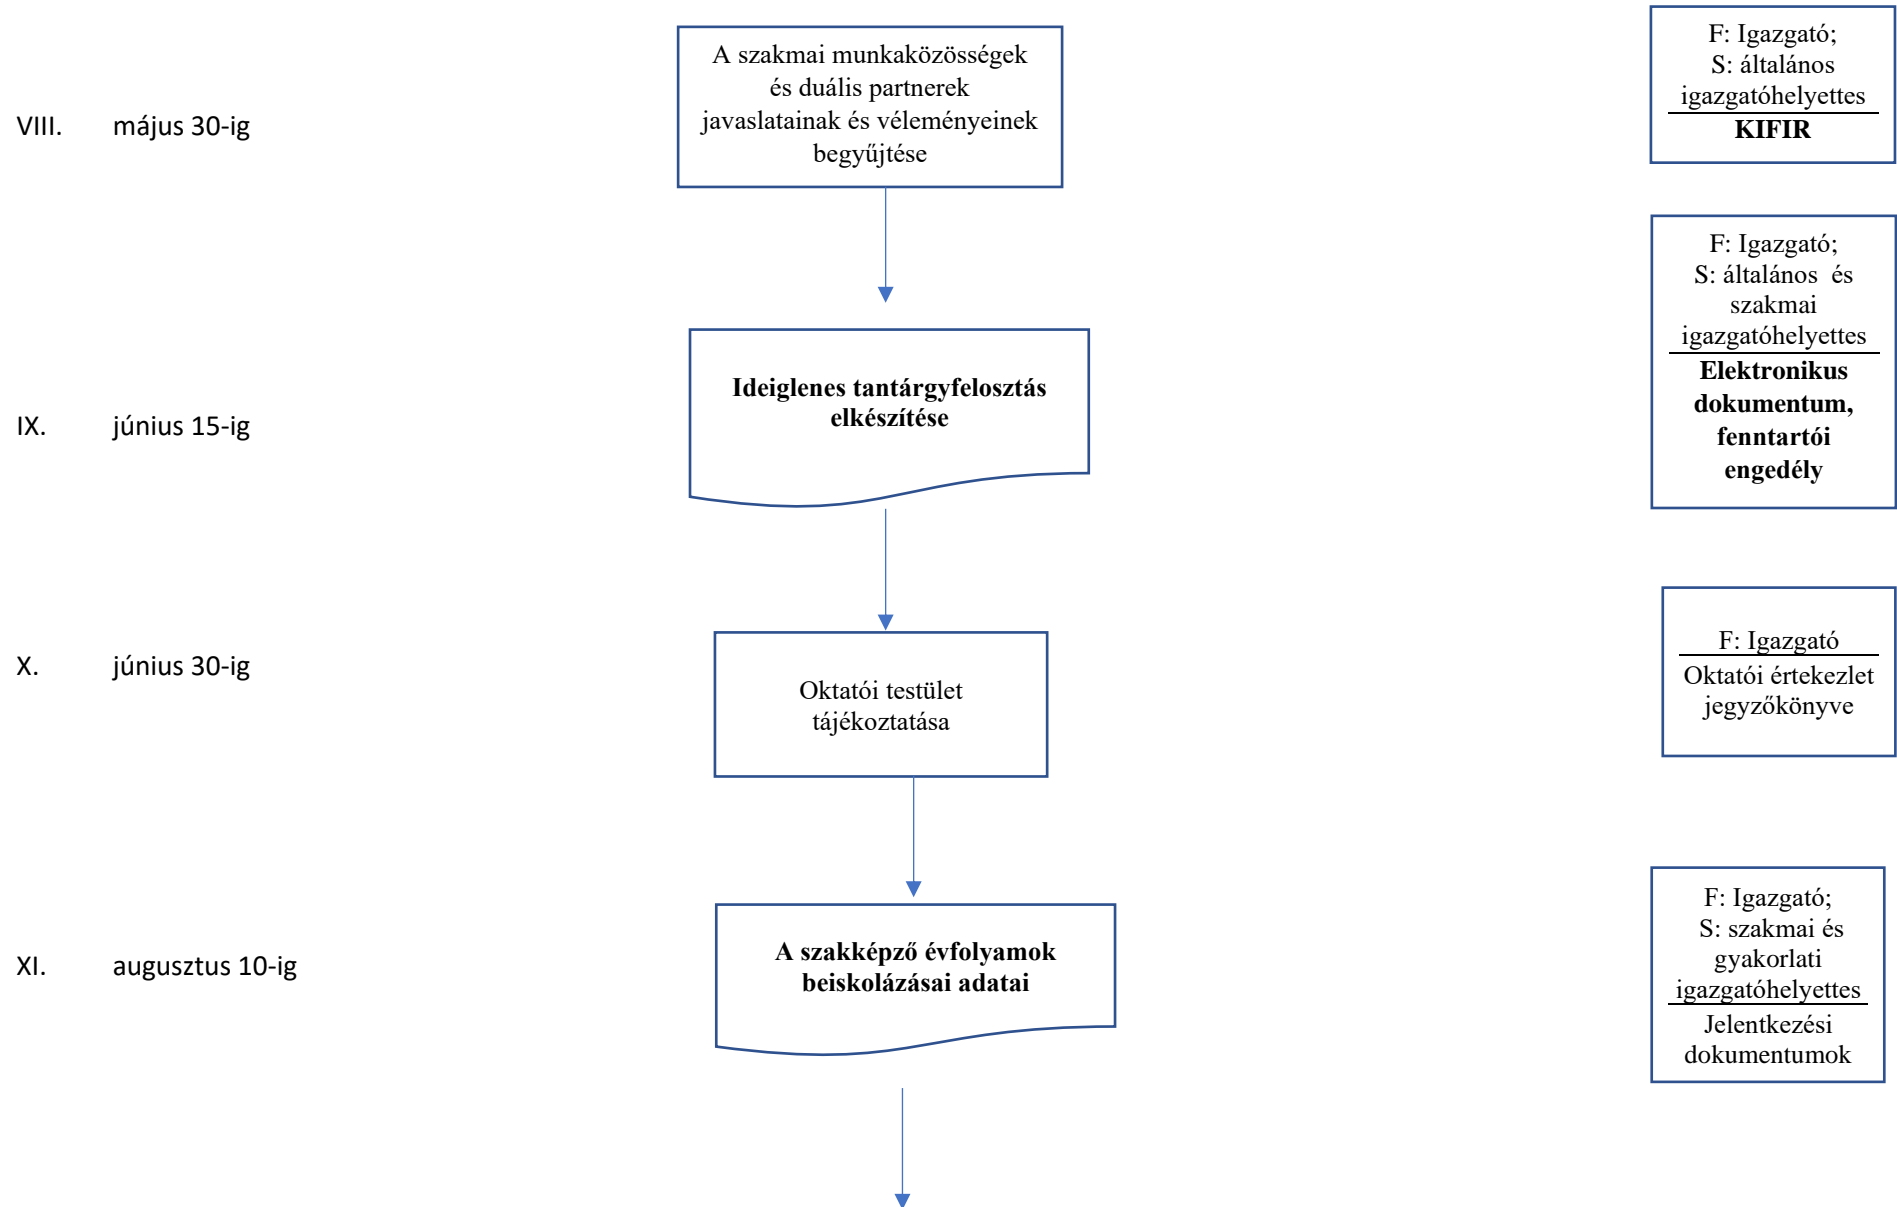 VIII. május 30-ig
A szakmai munkaközösségek
és duális partnerek
javaslatainak és véleményeinek
begyűjtése
F: Igazgató;
S: általános
igazgatóhelyettes
KIFIR
IX. június 15-ig
Ideiglenes tantárgyfelosztás
elkészítése
F: Igazgató;
S: általános és
szakmai
igazgatóhelyettes
Elektronikus
dokumentum,
fenntartói
engedély
X. június 30-ig
Oktatói testület
tájékoztatása
F: Igazgató
Oktatói értekezlet
jegyzőkönyve
XI. augusztus 10-ig
A szakképző évfolyamok
beiskolázásai adatai
F: Igazgató;
S: szakmai és
gyakorlati
igazgatóhelyettes
Jelentkezési
dokumentumok